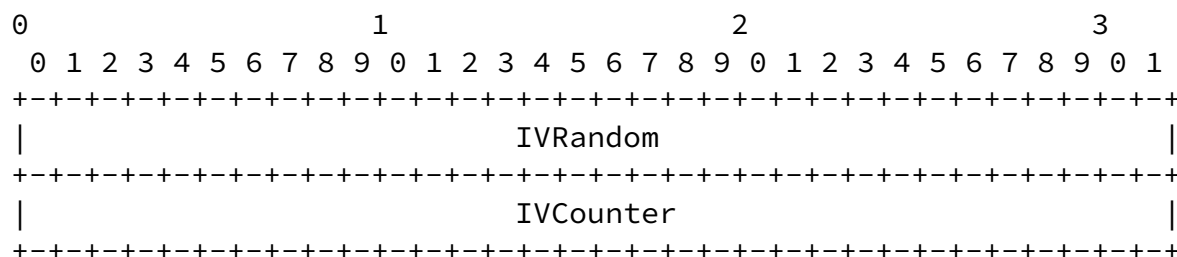 0                   1                   2                   3
 0 1 2 3 4 5 6 7 8 9 0 1 2 3 4 5 6 7 8 9 0 1 2 3 4 5 6 7 8 9 0 1
+-+-+-+-+-+-+-+-+-+-+-+-+-+-+-+-+-+-+-+-+-+-+-+-+-+-+-+-+-+-+-+-+
|                           IVRandom                            |
+-+-+-+-+-+-+-+-+-+-+-+-+-+-+-+-+-+-+-+-+-+-+-+-+-+-+-+-+-+-+-+-+
|                           IVCounter                           |
+-+-+-+-+-+-+-+-+-+-+-+-+-+-+-+-+-+-+-+-+-+-+-+-+-+-+-+-+-+-+-+-+